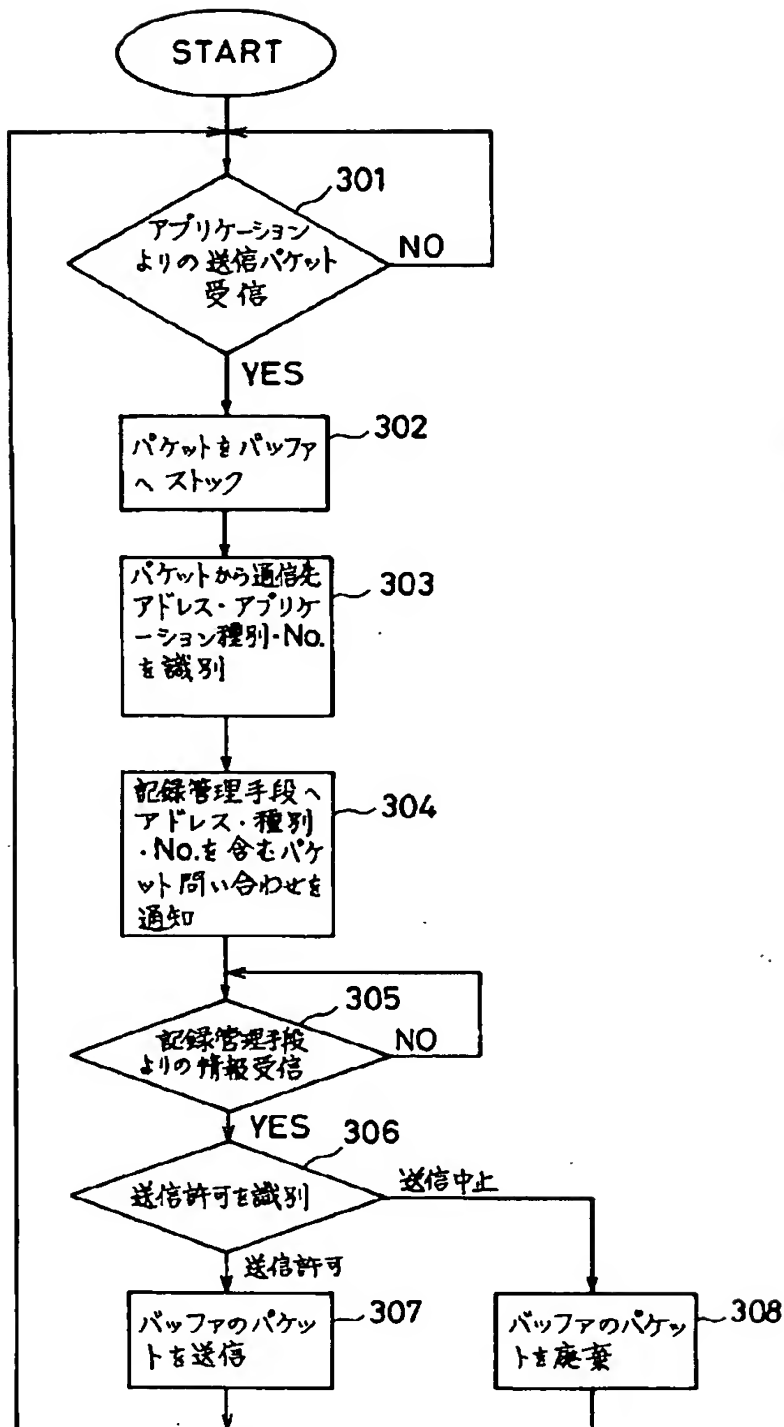 START
301
アプリケーション
よりの送信パケット
受信
NO
YES
302
パケットをバッファ
へストック
303
パケットから通信先
アドレス・アプリケ
ーション種別・No.
を識別
304
記録管理手段へ
アドレス・種別
・No.を含むパケ
ット問い合わせを
通知
305
記録管理手段
よりの情報受信
NO
YES
306
送信許可を識別
送信中止
送信許可
307
バッファのパケッ
トを送信
308
バッファのパケッ
トを廃棄